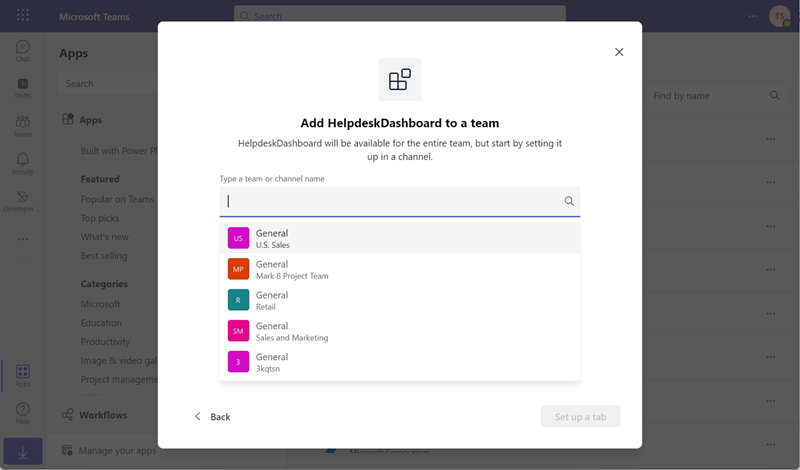 Microsoft Teams
Search
TS
Chat
Shifts
Teams
Activity
Developer ...
Apps
Help
Apps
Search
Apps
Built with Power Pl
Featured
Popular on Teams
Top picks
What's new
Best selling
Categories
Microsoft
Education
Productivity
Image & video gal
Project manageme
Workflows
Manage your apps
Find by name
Add HelpdeskDashboard to a team
HelpdeskDashboard will be available for the entire team, but start by setting it
up in a channel.
Type a team or channel name
US
General
U.S. Sales
MP
General
Mark 8 Project Team
R
General
Retail
SM
General
Sales and Marketing
3
General
3kqtsn
Back
Set up a tab
Microsoft Corporation